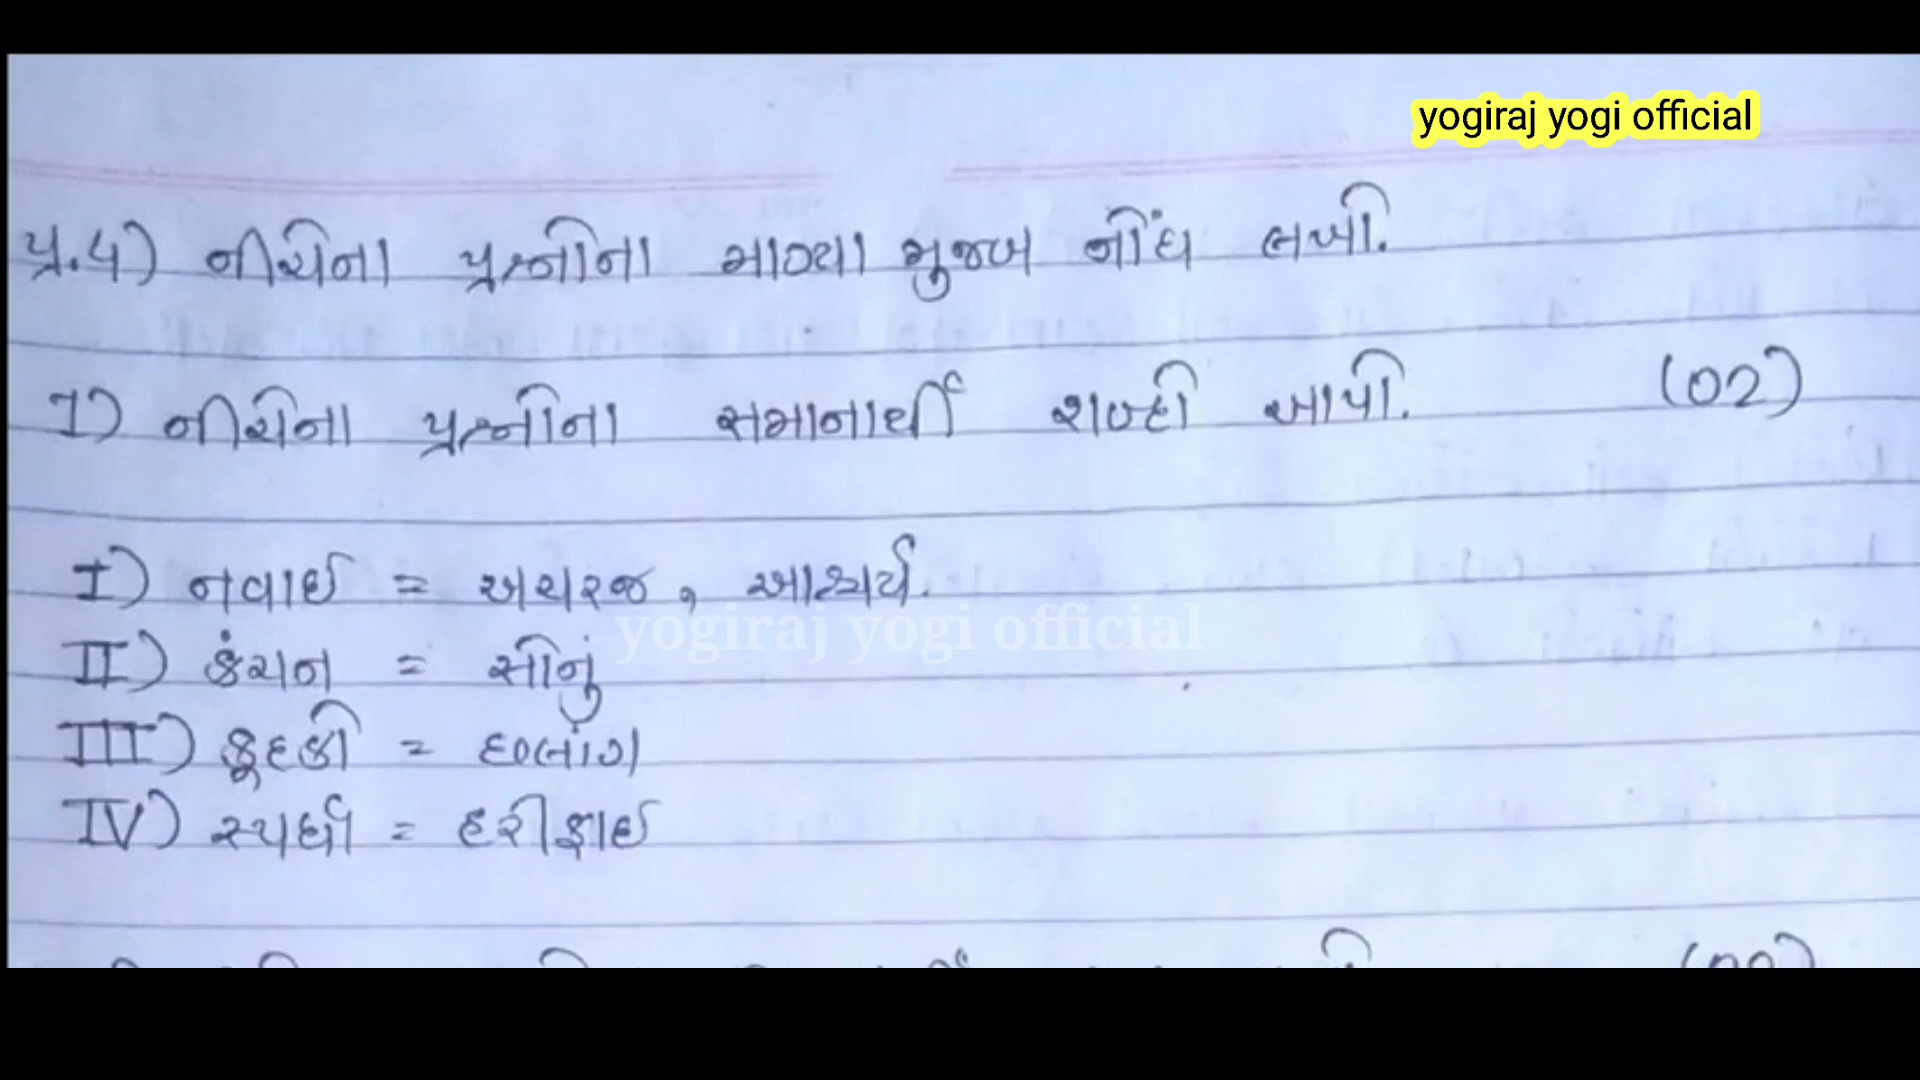 yogiraj yogi official
પ્ર.૫) નીચેના પ્રશ્નોના માગ્યા મુજબ નોંધ લખો.
1) નીચેના પ્રશ્નોના સમાનાર્થી શબ્દો આપો. (02)
I) નવાઈ = અચરજ, આશ્ચર્ય.
yogiraj yogi official
II) કંચન = સોનું
III) કૂદકો = છલાંગ
IV) સ્પર્ધા = હરીફાઈ